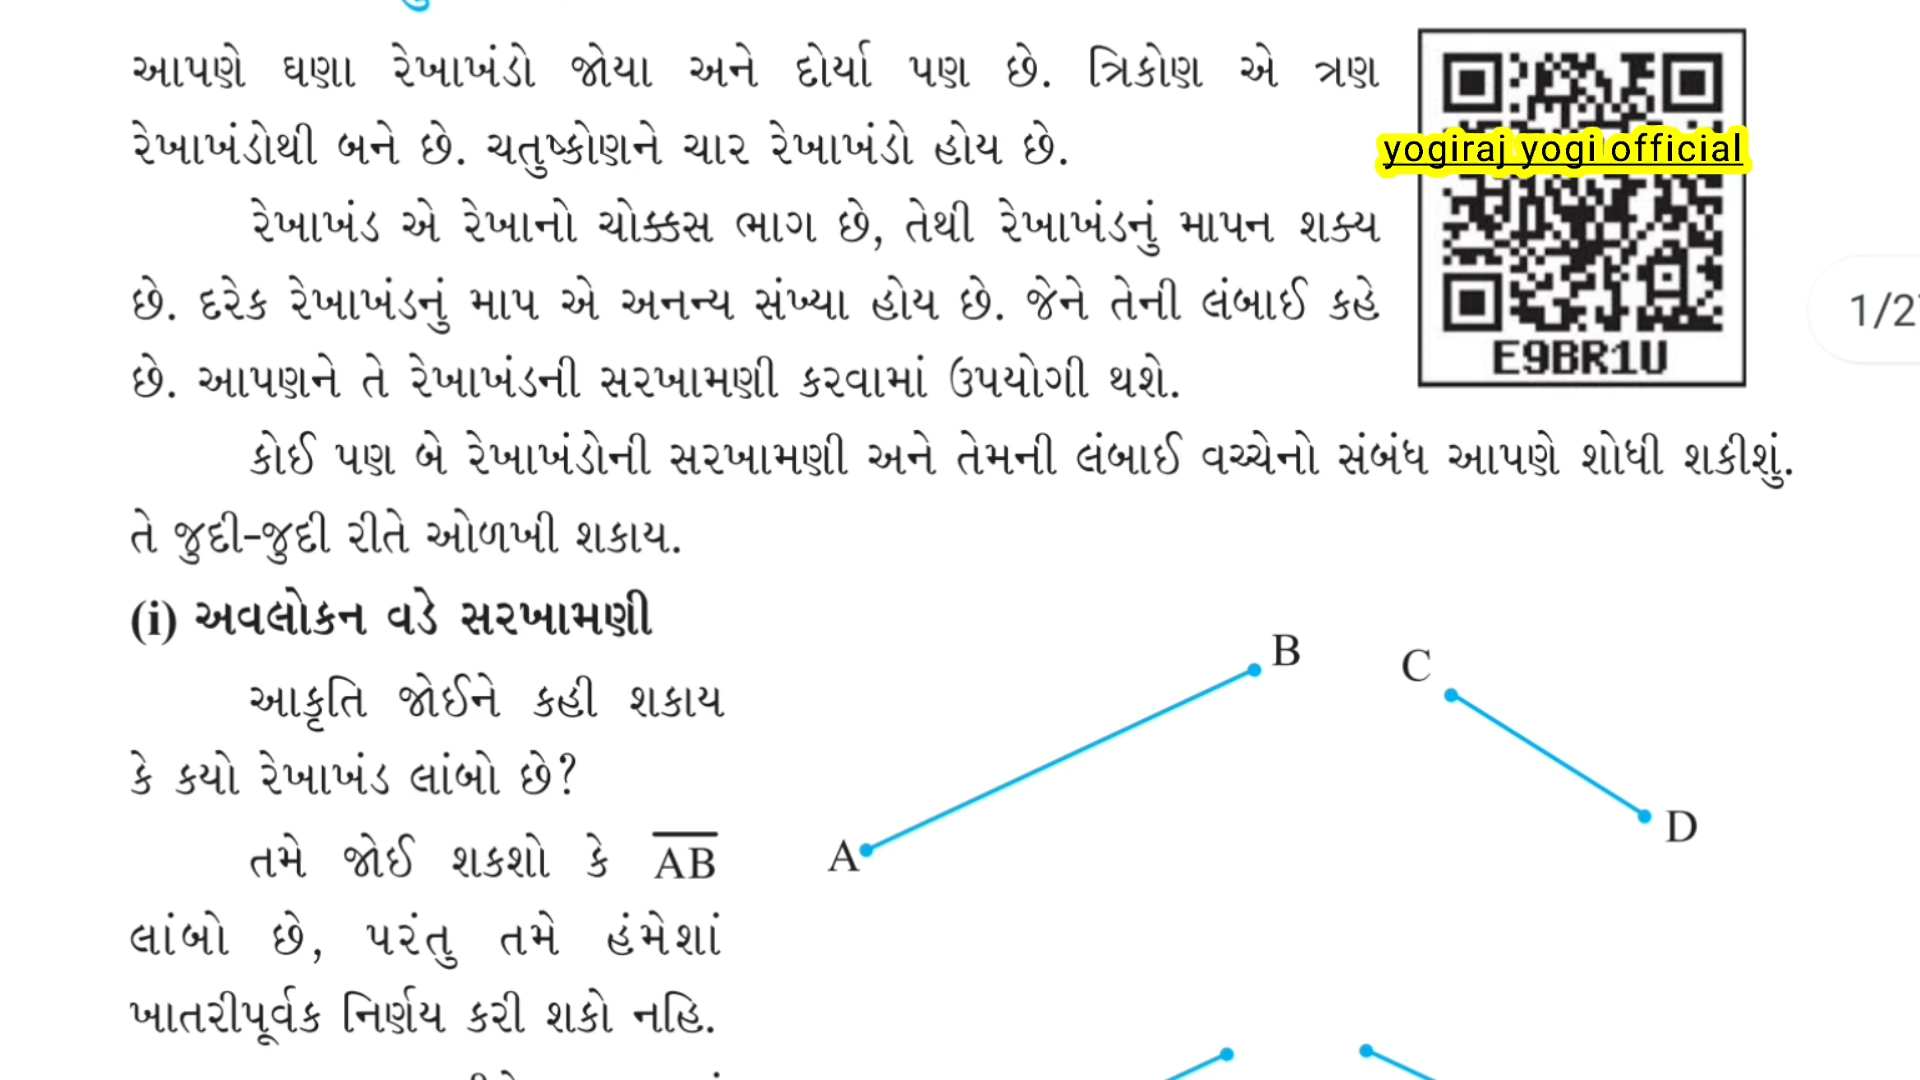 આપણે ઘણા રેખાખંડો જોયા અને દોર્યા પણ છે. ત્રિકોણ એ ત્રણ
રેખાખંડોથી બને છે. ચતુષ્કોણને ચાર રેખાખંડો હોય છે.
yogiraj yogi official
રેખાખંડ એ રેખાનો ચોક્કસ ભાગ છે, તેથી રેખાખંડનું માપન શક્ય
છે. દરેક રેખાખંડનું માપ એ અનન્ય સંખ્યા હોય છે. જેને તેની લંબાઈ કહે
1/2
છે. આપણને તે રેખાખંડની સરખામણી કરવામાં ઉપયોગી થશે.
E9BR1U
કોઈ પણ બે રેખાખંડોની સરખામણી અને તેમની લંબાઈ વચ્ચેનો સંબંધ આપણે શોધી શકીશું.
તે જુદી-જુદી રીતે ઓળખી શકાય.
(i) અવલોકન વડે સરખામણી
આકૃતિ જોઈને કહી શકાય
કે કયો રેખાખંડ લાંબો છે?
તમે જોઈ શકશો કે AB
લાંબો છે, પરંતુ તમે હંમેશાં
ખાતરીપૂર્વક નિર્ણય કરી શકો નહિ.
B
C
A
D